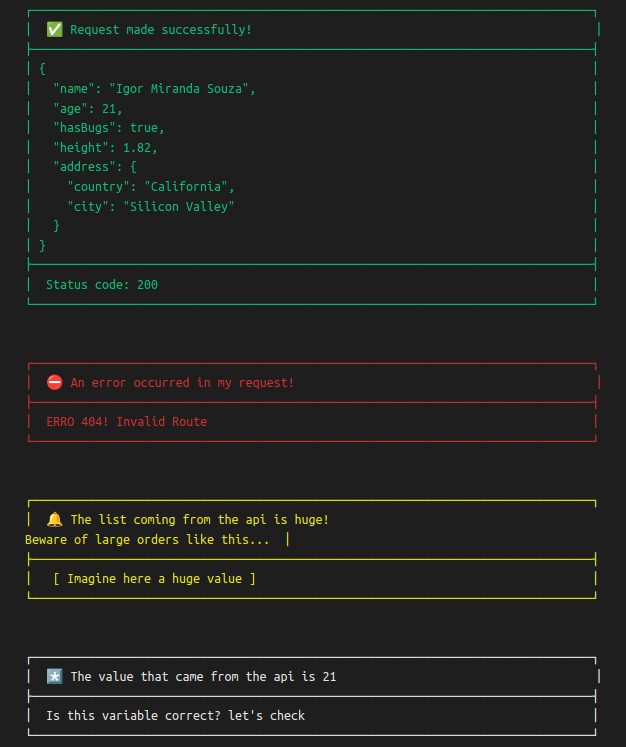 ✅ Request made successfully!
{
  "name": "Igor Miranda Souza",
  "age": 21,
  "hasBugs": true,
  "height": 1.82,
  "address": {
    "country": "California",
    "city": "Silicon Valley"
  }
}
Status code: 200
⛔ An error occurred in my request!
ERRO 404! Invalid Route
🔔 The list coming from the api is huge!
Beware of large orders like this...
[ Imagine here a huge value ]
*️⃣ The value that came from the api is 21
Is this variable correct? let's check